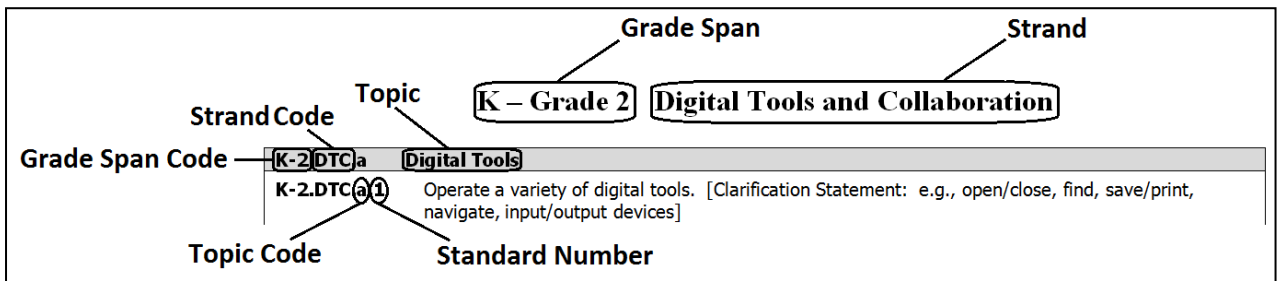 Grade Span Strand
K – Grade 2 Digital Tools and Collaboration
Topic
Strand Code
Grade Span Code K-2.DTC.a Digital Tools
K-2.DTC.a.1 Operate a variety of digital tools. [Clarification Statement: e.g., open/close, find, save/print,
navigate, input/output devices]
Topic Code Standard Number